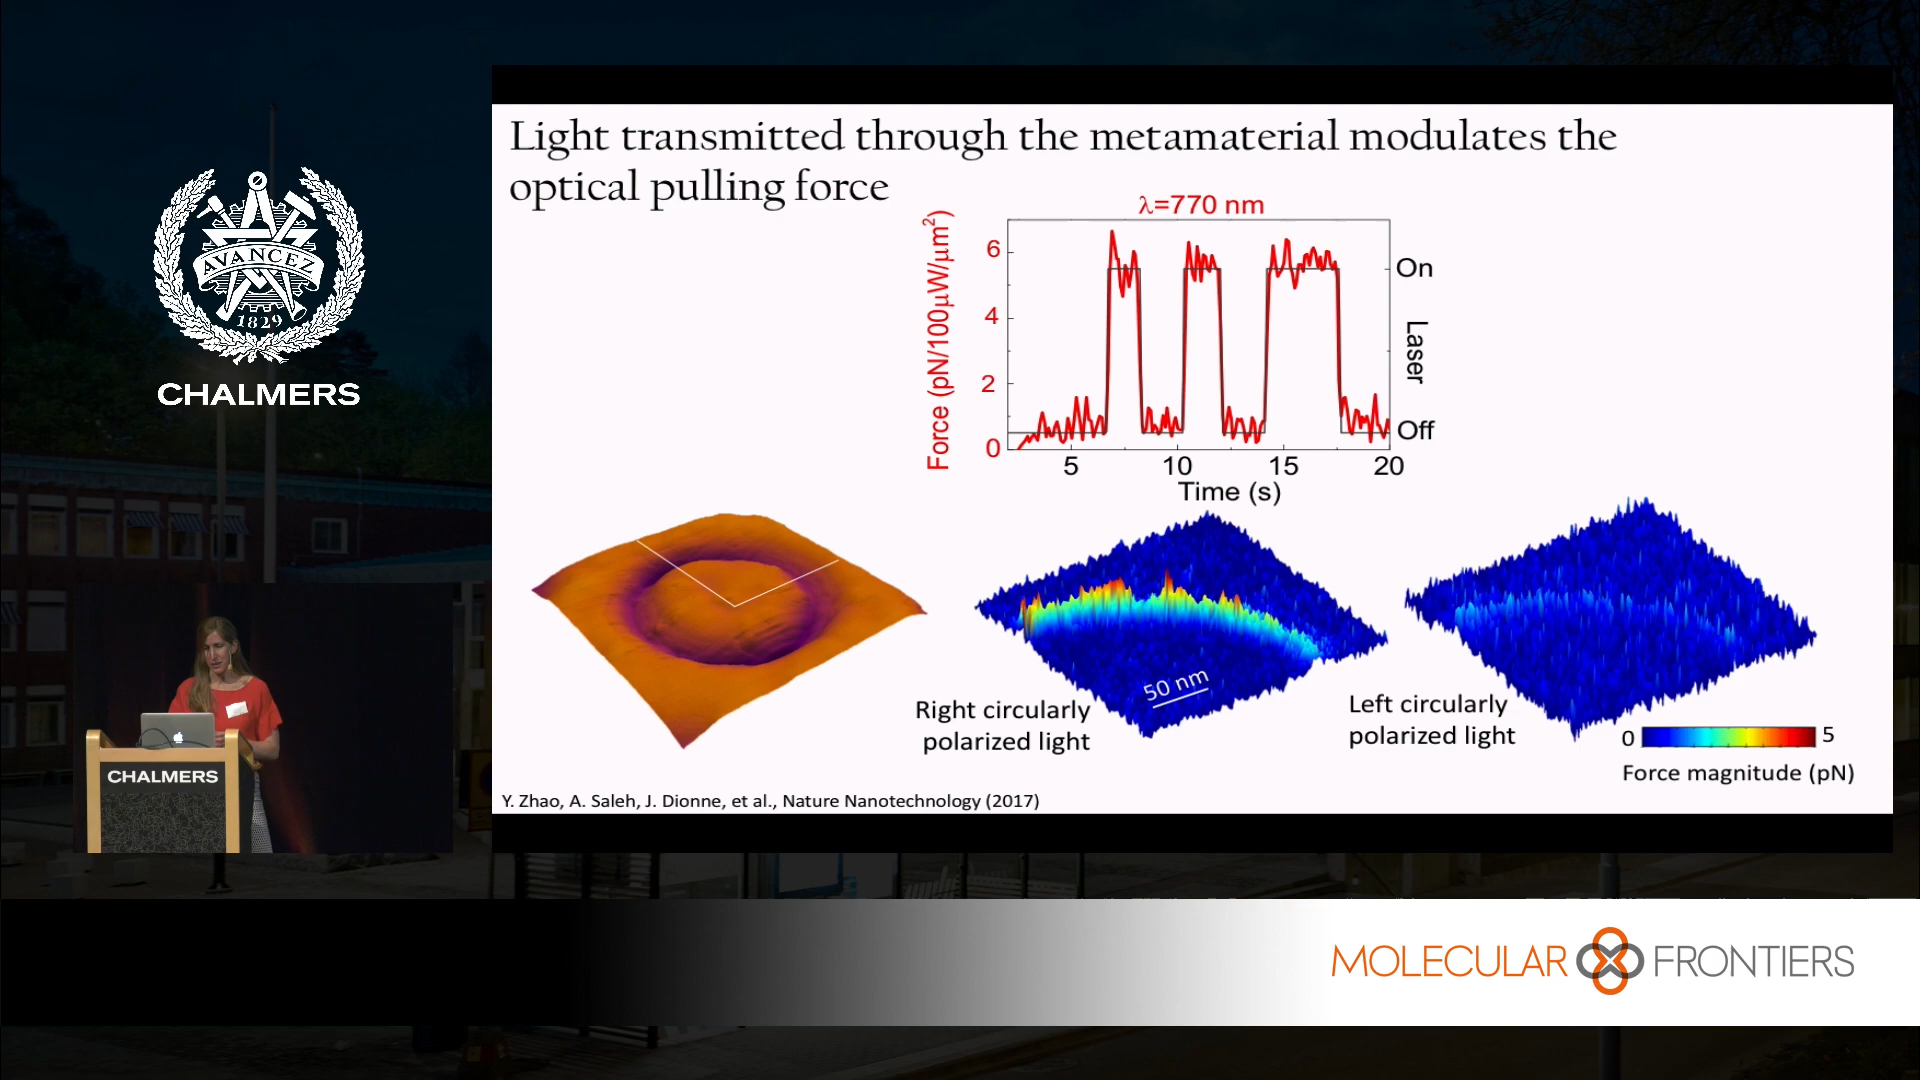 AVANCEZ
1829
CHALMERS
CHALMERS
Light transmitted through the metamaterial modulates the
optical pulling force
λ=770 nm
Force (pN/100μW/μm²)
6
4
2
0
On
Laser
Off
5
10
15
20
Time (s)
50 nm
Right circularly
polarized light
Left circularly
polarized light
0
5
Force magnitude (pN)
Y. Zhao, A. Saleh, J. Dionne, et al., Nature Nanotechnology (2017)
MOLECULAR FRONTIERS